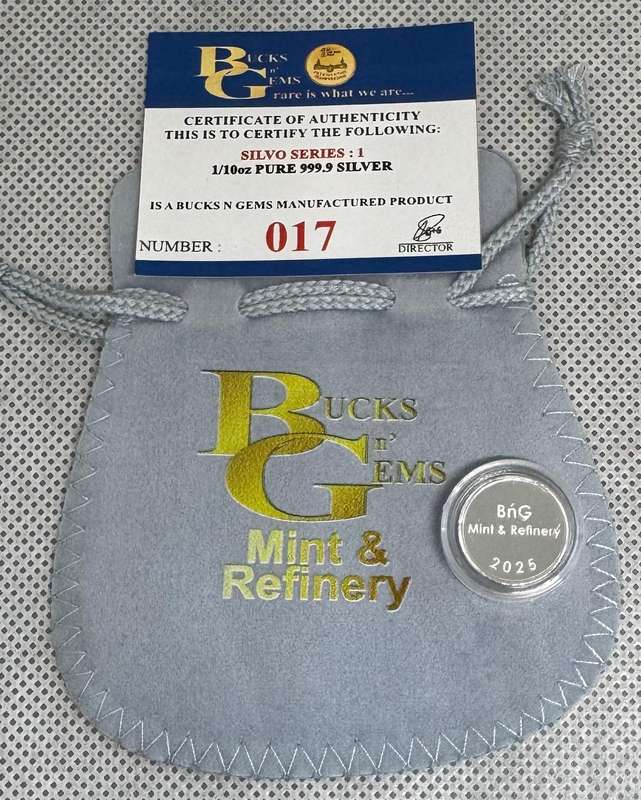 BUCKS
n'
GEMS
rare is what we are...
CERTIFICATE OF AUTHENTICITY
THIS IS TO CERTIFY THE FOLLOWING:
SILVO SERIES : 1
1/10oz PURE 999.9 SILVER
IS A BUCKS N GEMS MANUFACTURED PRODUCT
NUMBER : 017
DIRECTOR
BUCKS
n'
GEMS
Mint &
Refinery
BńG
Mint & Refinery
2025